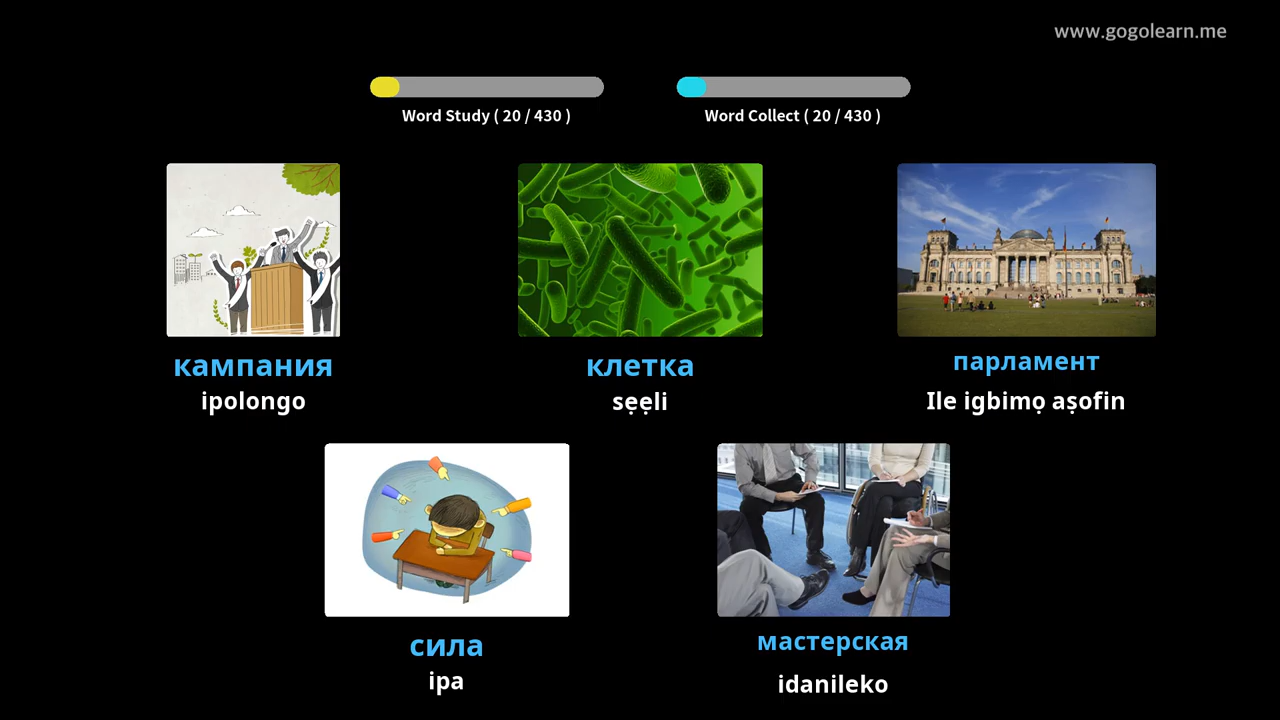 www.gogolearn.me
Word Study ( 20 / 430 )
Word Collect ( 20 / 430 )
кампания
ipolongo
клетка
sẹẹli
парламент
Ile igbimọ aṣofin
сила
ipa
мастерская
idanileko